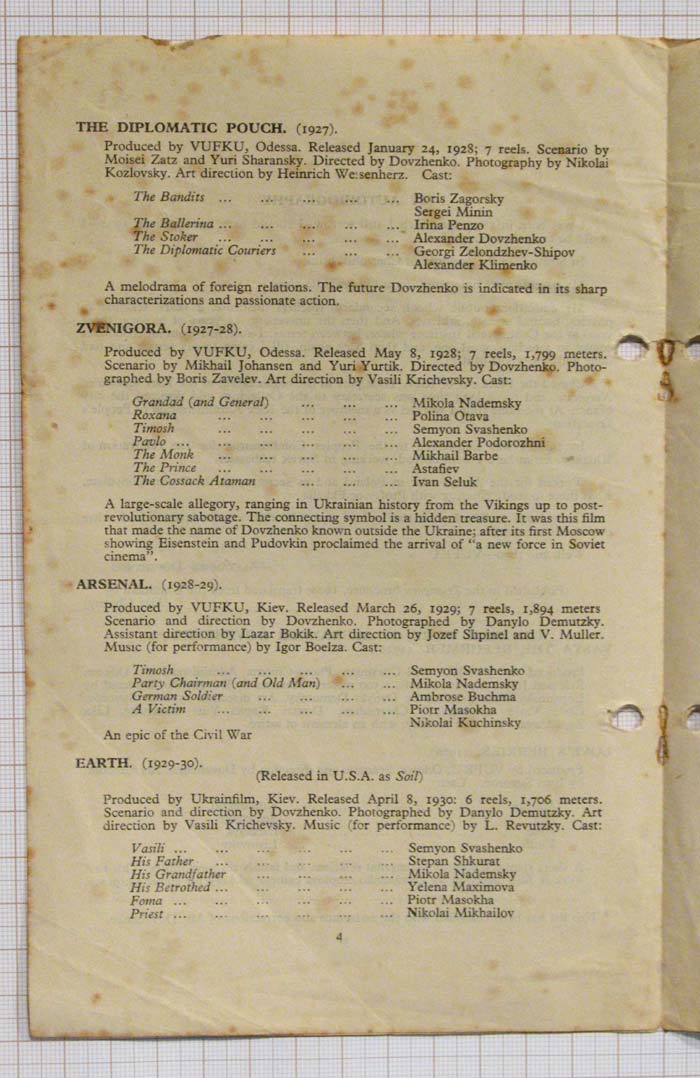 THE DIPLOMATIC POUCH. (1927).
Produced by VUFKU, Odessa. Released January 24, 1928; 7 reels. Scenario by
Moisei Zatz and Yuri Sharansky. Directed by Dovzhenko. Photography by Nikolai
Kozlovsky. Art direction by Heinrich We:senherz. Cast:
The Bandits ... ... ... ... ... Boris Zagorsky
Sergei Minin
The Ballerina ... ... ... ... ... Irina Penzo
The Stoker ... ... ... ... ... Alexander Dovzhenko
The Diplomatic Couriers ... ... ... Georgi Zelondzhev-Shipov
Alexander Klimenko
A melodrama of foreign relations. The future Dovzhenko is indicated in its sharp
characterizations and passionate action.
ZVENIGORA. (1927-28).
Produced by VUFKU, Odessa. Released May 8, 1928; 7 reels, 1,799 meters.
Scenario by Mikhail Johansen and Yuri Yurtik. Directed by Dovzhenko. Photo-
graphed by Boris Zavelev. Art direction by Vasili Krichevsky. Cast:
Grandad (and General) ... ... ... Mikola Nademsky
Roxana ... ... ... ... ... Polina Otava
Timosh ... ... ... ... ... Semyon Svashenko
Pavlo ... ... ... ... ... ... Alexander Podorozhni
The Monk ... ... ... ... ... Mikhail Barbe
The Prince ... ... ... ... ... Astafiev
The Cossack Ataman ... ... ... Ivan Seluk
A large-scale allegory, ranging in Ukrainian history from the Vikings up to post-
revolutionary sabotage. The connecting symbol is a hidden treasure. It was this film
that made the name of Dovzhenko known outside the Ukraine; after its first Moscow
showing Eisenstein and Pudovkin proclaimed the arrival of "a new force in Soviet
cinema".
ARSENAL. (1928-29).
Produced by VUFKU, Kiev. Released March 26, 1929; 7 reels, 1,894 meters
Scenario and direction by Dovzhenko. Photographed by Danylo Demutzky.
Assistant direction by Lazar Bokik. Art direction by Jozef Shpinel and V. Muller.
Music (for performance) by Igor Boelza. Cast:
Timosh ... ... ... ... ... Semyon Svashenko
Party Chairman (and Old Man) ... ... Mikola Nademsky
German Soldier ... ... ... ... Ambrose Buchma
A Victim ... ... ... ... ... Piotr Masokha
Nikolai Kuchinsky
An epic of the Civil War
EARTH. (1929-30).
(Released in U.S.A. as Soil)
Produced by Ukrainfilm, Kiev. Released April 8, 1930: 6 reels, 1,706 meters.
Scenario and direction by Dovzhenko. Photographed by Danylo Demutzky. Art
direction by Vasili Krichevsky. Music (for performance) by L. Revutzky. Cast:
Vasili ... ... ... ... ... ... Semyon Svashenko
His Father ... ... ... ... ... Stepan Shkurat
His Grandfather ... ... ... ... Mikola Nademsky
His Betrothed ... ... ... ... ... Yelena Maximova
Foma ... ... ... ... ... ... Piotr Masokha
Priest ... ... ... ... ... ... Nikolai Mikhailov
4